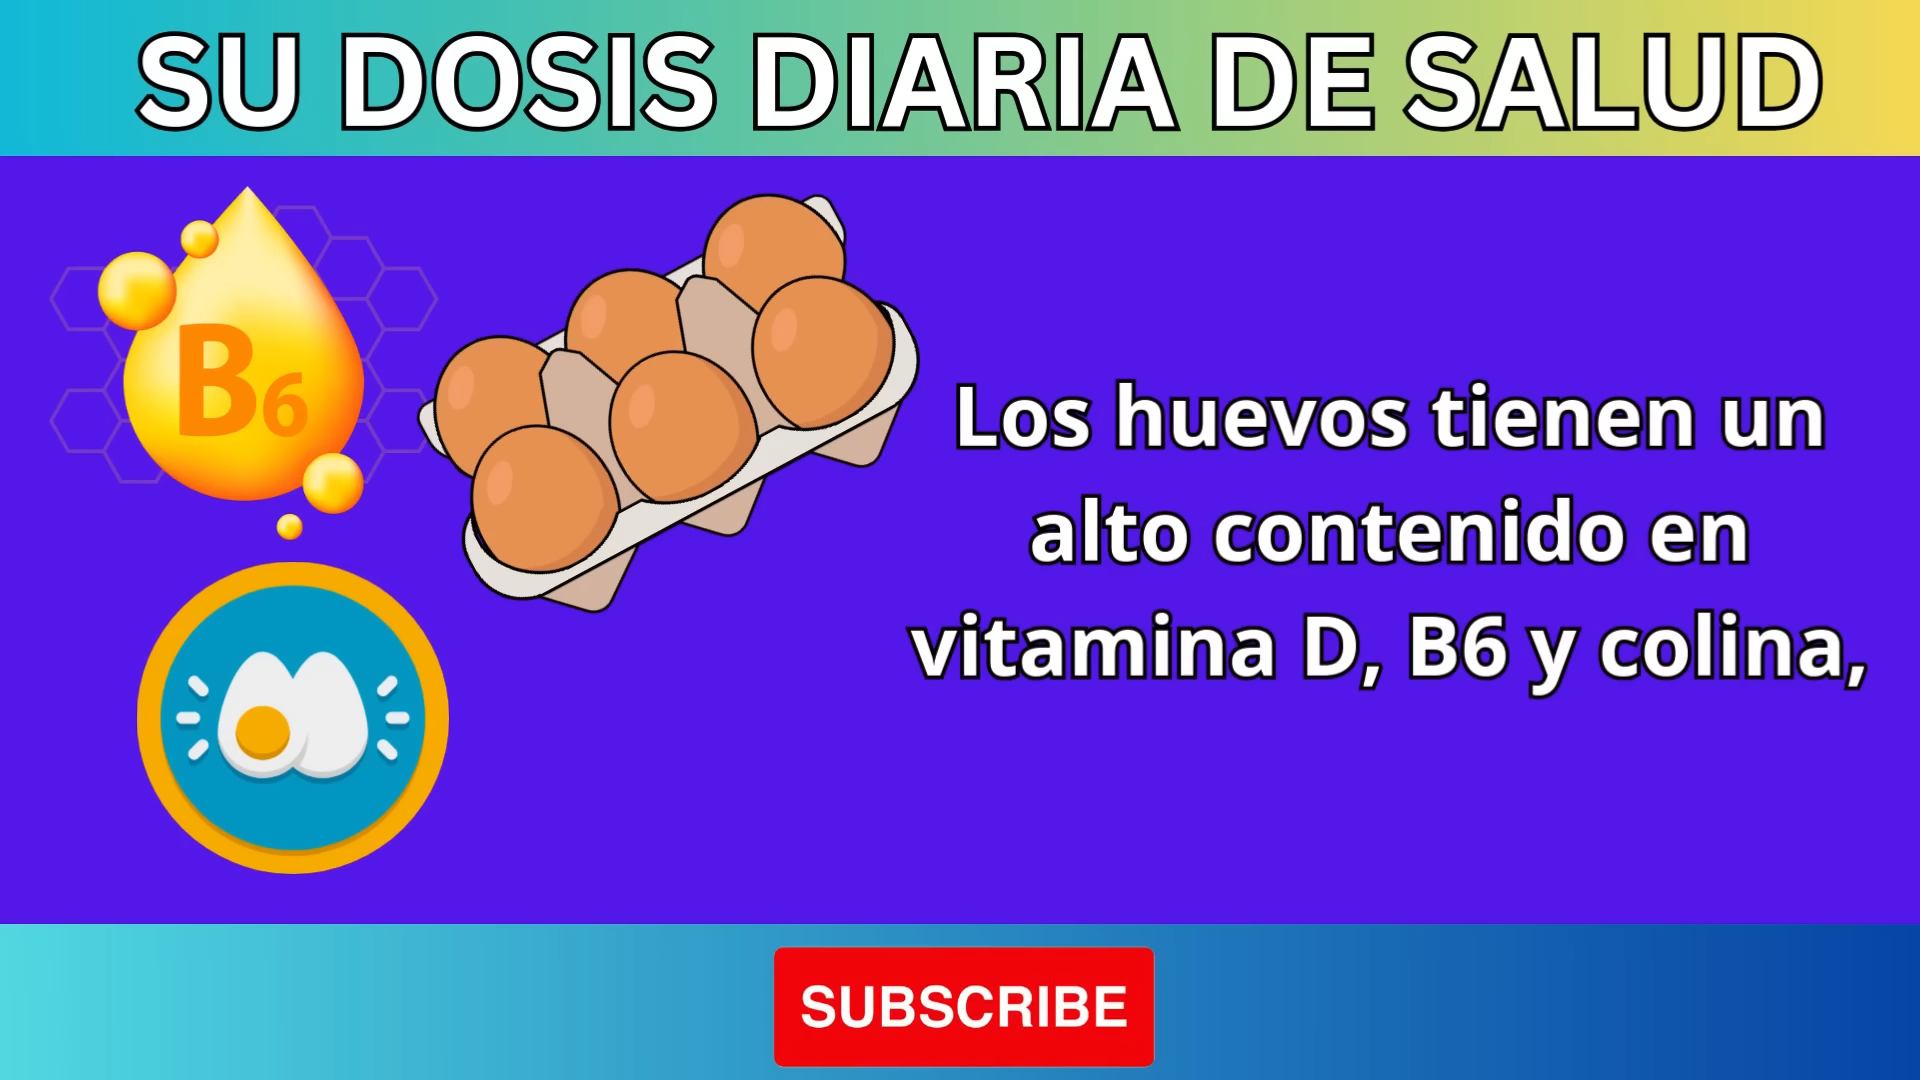 SU DOSIS DIARIA DE SALUD
B6
Los huevos tienen un
alto contenido en
vitamina D, B6 y colina,
SUBSCRIBE